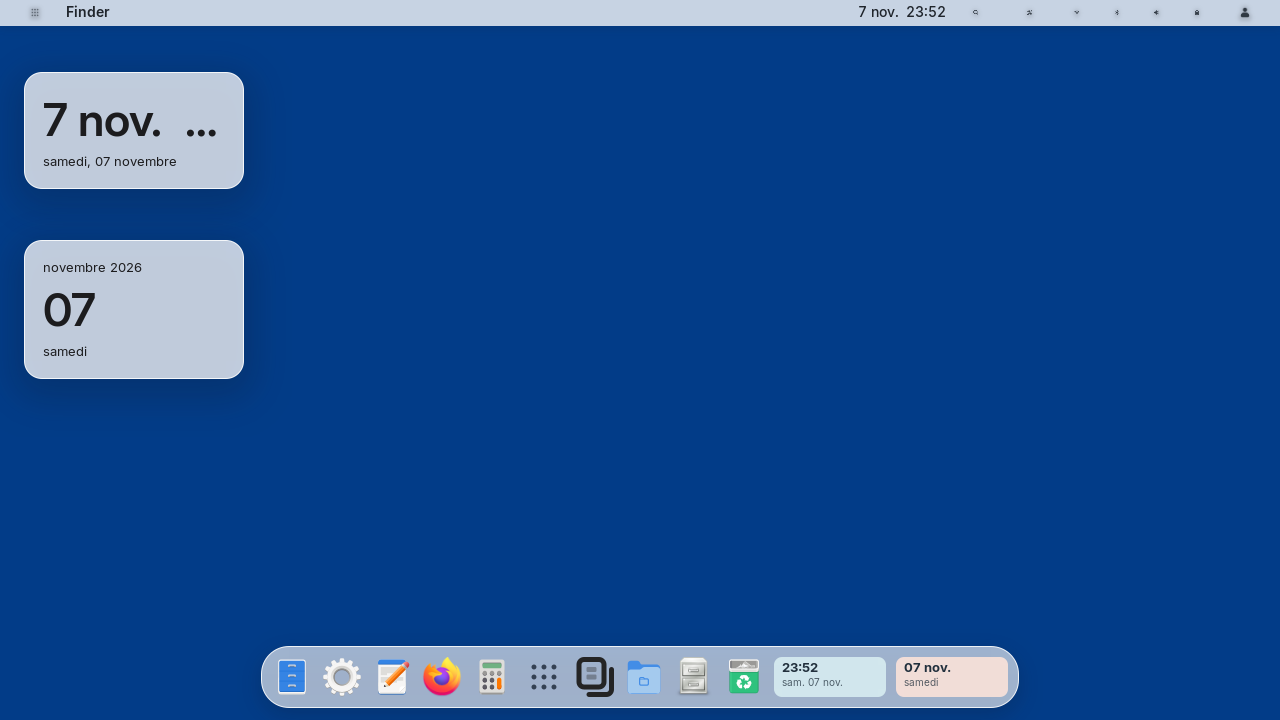 Finder
7 nov.  23:52
7 nov.  ...
samedi, 07 novembre
novembre 2026
07
samedi
23:52
sam. 07 nov.
07 nov.
samedi